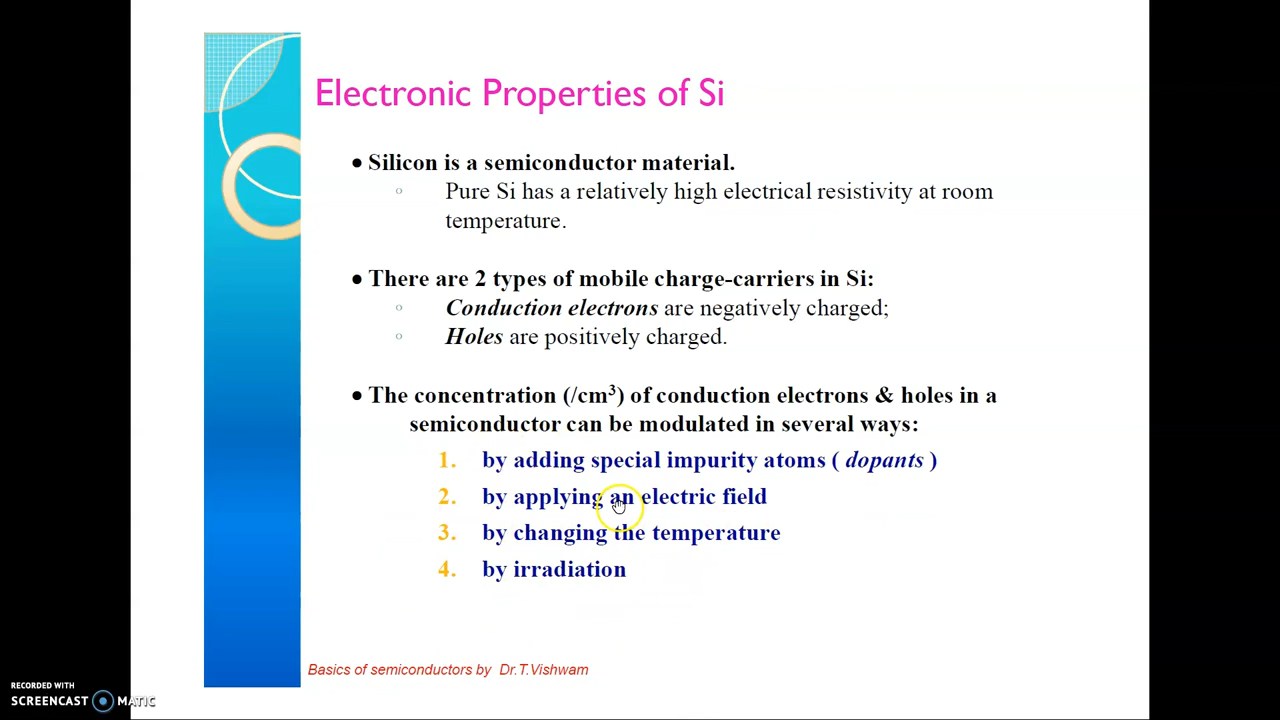 Electronic Properties of Si
• Silicon is a semiconductor material.
◦ Pure Si has a relatively high electrical resistivity at room
temperature.
• There are 2 types of mobile charge-carriers in Si:
◦ Conduction electrons are negatively charged;
◦ Holes are positively charged.
• The concentration (/cm³) of conduction electrons & holes in a
semiconductor can be modulated in several ways:
1. by adding special impurity atoms ( dopants )
2. by applying an electric field
3. by changing the temperature
4. by irradiation
Basics of semiconductors by Dr.T.Vishwam
RECORDED WITH
SCREENCAST MATIC